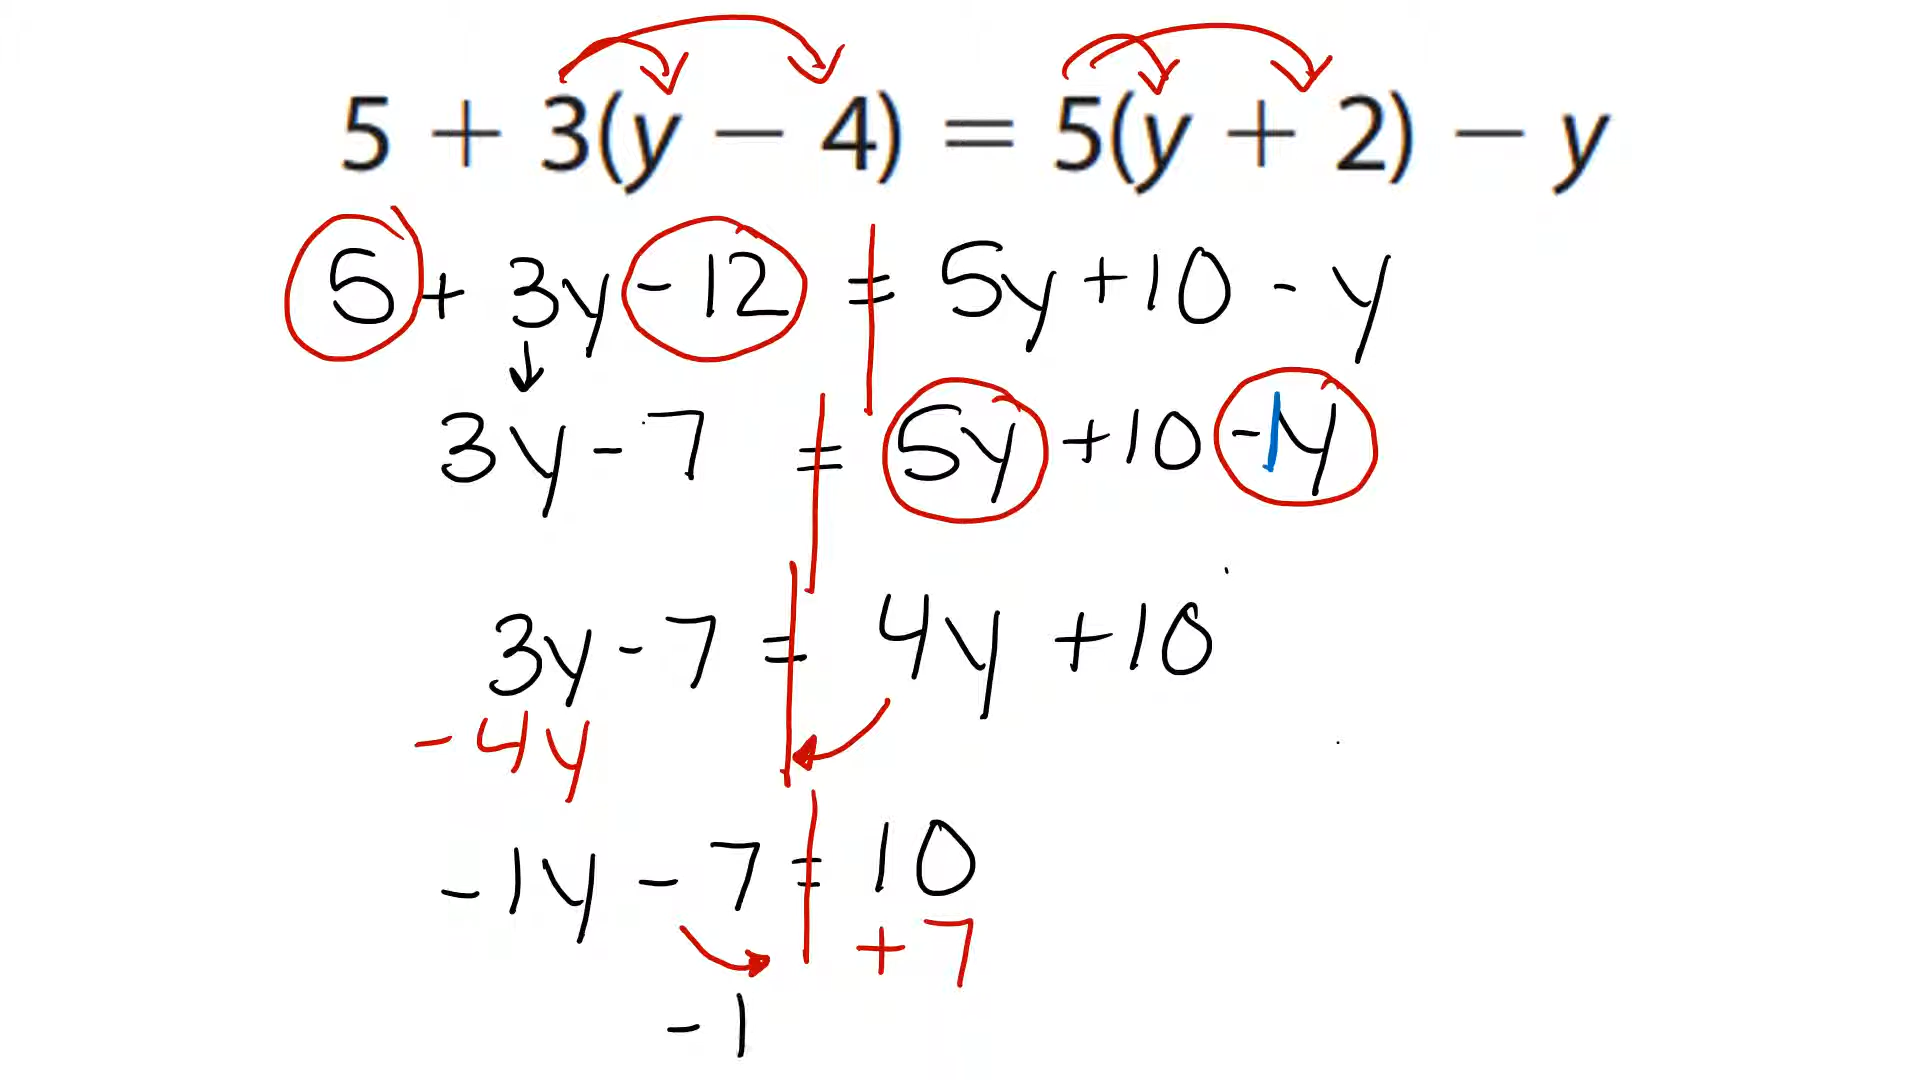 5 + 3(y − 4) = 5(y + 2) − y
5 + 3y - 12 = 5y + 10 - y
3y - 7 = 5y + 10 - 1y
3y - 7 = 4y + 10
- 4y
- 1y - 7 = 10
+ 7
- 1